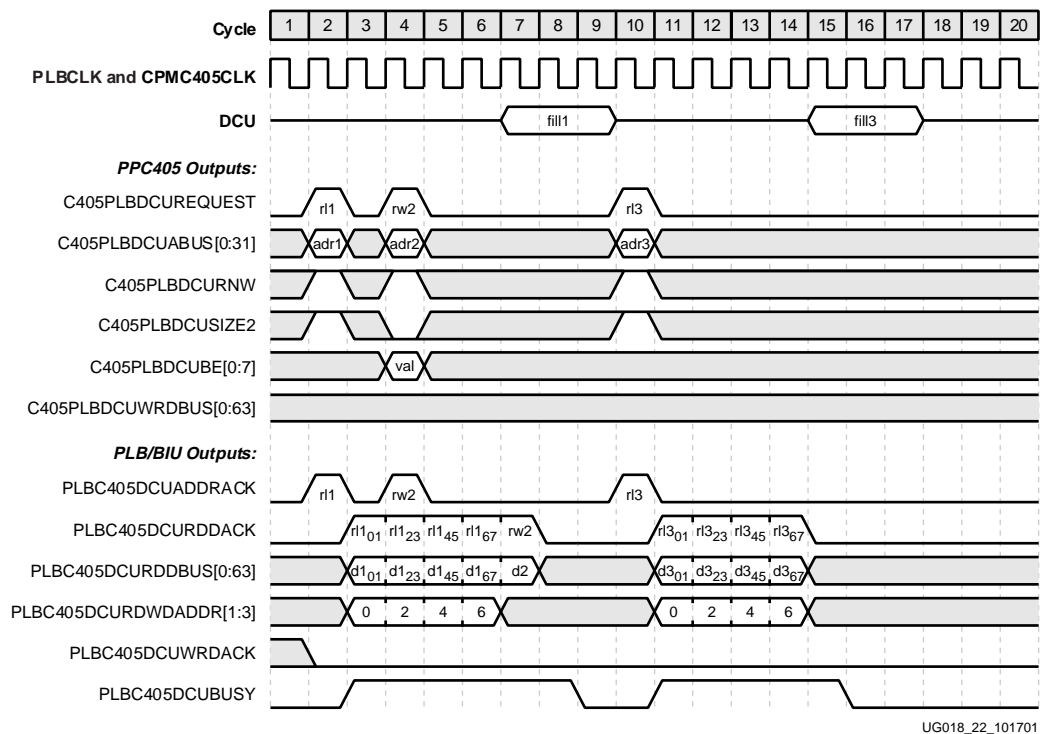 Cycle 1 2 3 4 5 6 7 8 9 10 11 12 13 14 15 16 17 18 19 20
PLBCLK and CPMC405CLK
DCU fill1 fill3
PPC405 Outputs:
C405PLBDCUREQUEST rl1 rw2 rl3
C405PLBDCUABUS[0:31] adr1 adr2 adr3
C405PLBDCURNW
C405PLBDCUSIZE2
C405PLBDCUBE[0:7] val
C405PLBDCUWRDBUS[0:63]
PLB/BIU Outputs:
PLBC405DCUADDRACK rl1 rw2 rl3
PLBC405DCURDDACK rl101 rl123 rl145 rl167 rw2 rl301 rl323 rl345 rl367
PLBC405DCURDDBUS[0:63] d101 d123 d145 d167 d2 d301 d323 d345 d367
PLBC405DCURDWDADDR[1:3] 0 2 4 6 0 2 4 6
PLBC405DCUWRDACK
PLBC405DCUBUSY
UG018_22_101701